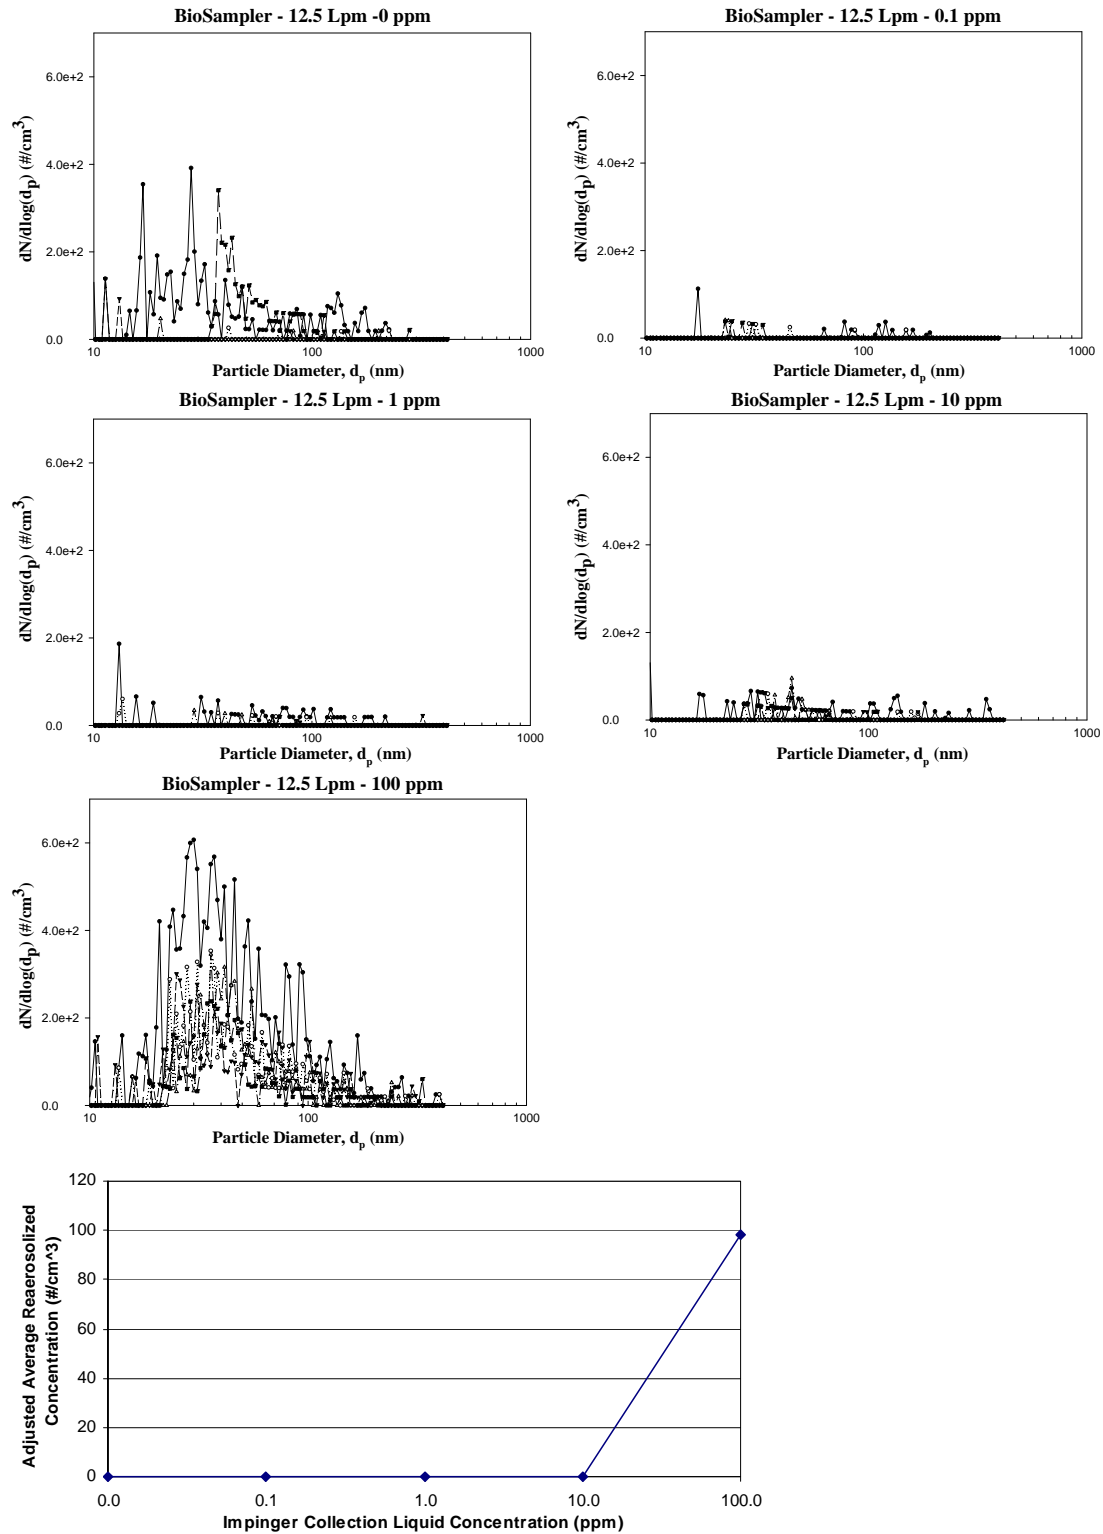 BioSampler - 12.5 Lpm -0 ppm
dN/dlog(dp) (#/cm3)
6.0e+2
4.0e+2
2.0e+2
0.0
10 100 1000
Particle Diameter, dp (nm)
BioSampler - 12.5 Lpm - 0.1 ppm
dN/dlog(dp) (#/cm3)
6.0e+2
4.0e+2
2.0e+2
0.0
10 100 1000
Particle Diameter, dp (nm)
BioSampler - 12.5 Lpm - 1 ppm
dN/dlog(dp) (#/cm3)
6.0e+2
4.0e+2
2.0e+2
0.0
10 100 1000
Particle Diameter, dp (nm)
BioSampler - 12.5 Lpm - 10 ppm
dN/dlog(dp) (#/cm3)
6.0e+2
4.0e+2
2.0e+2
0.0
10 100 1000
Particle Diameter, dp (nm)
BioSampler - 12.5 Lpm - 100 ppm
dN/dlog(dp) (#/cm3)
6.0e+2
4.0e+2
2.0e+2
0.0
10 100 1000
Particle Diameter, dp (nm)
Adjusted Average Reaerosolized
Concentration (#/cm^3)
120
100
80
60
40
20
0
0.0 0.1 1.0 10.0 100.0
Impinger Collection Liquid Concentration (ppm)